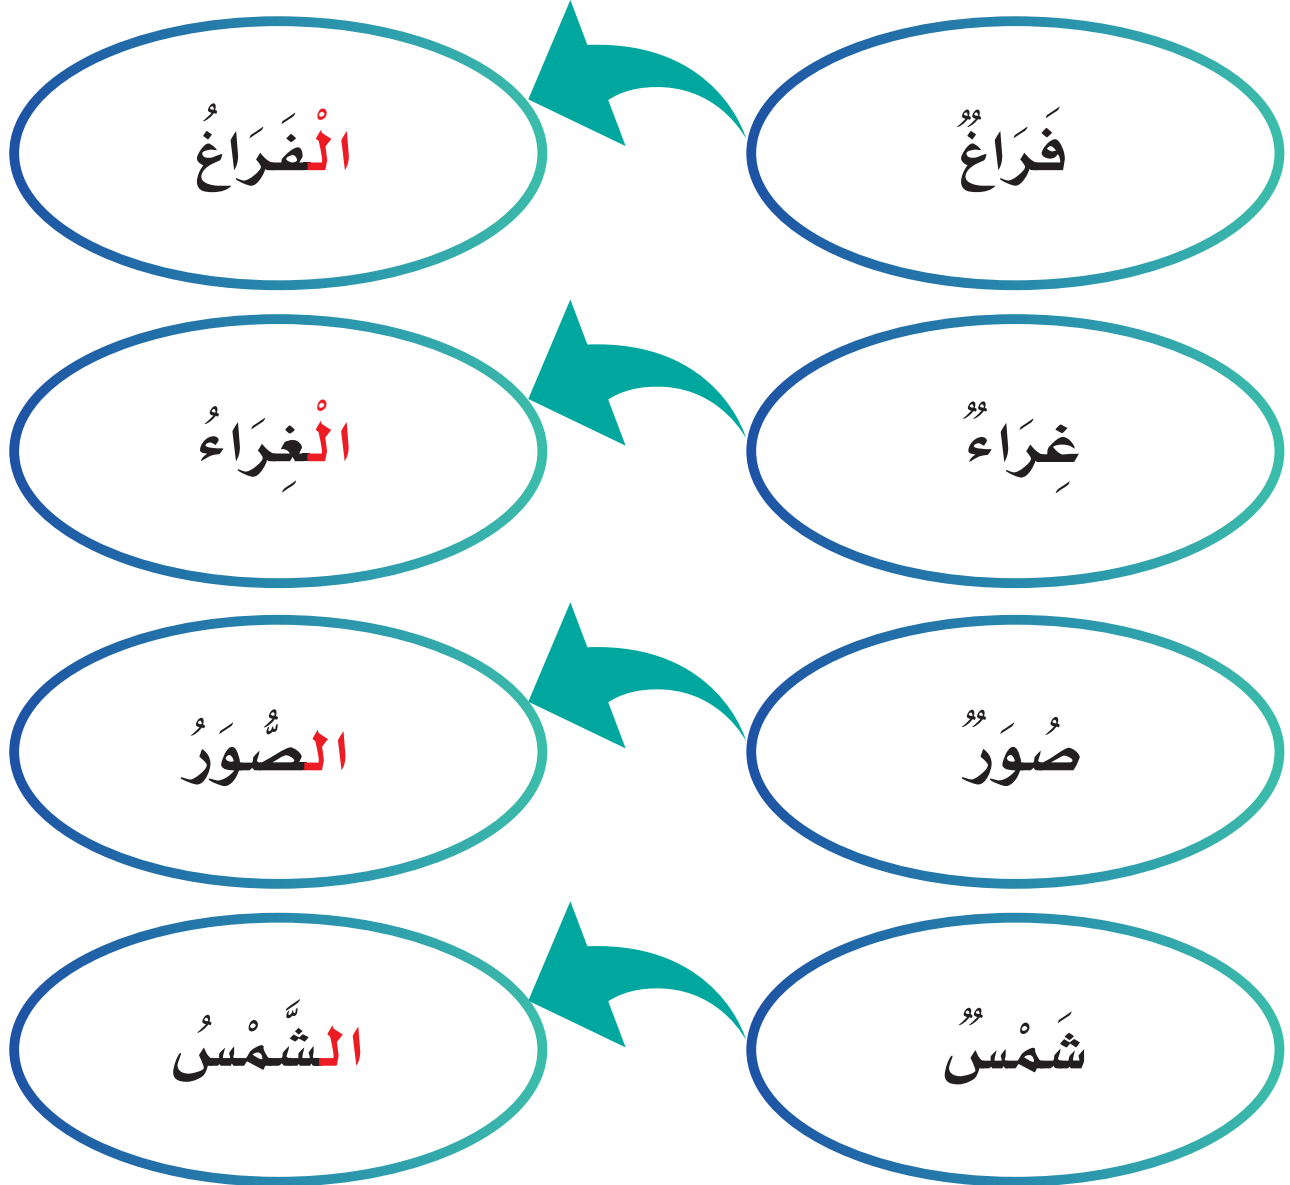 فَرَاغٌ الْفَرَاغُ
غِرَاءٌ الْغِرَاءُ
صُوَرٌ الصُّوَرُ
شَمْسٌ الشَّمْسُ